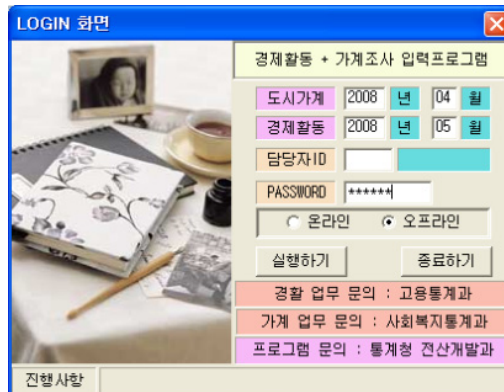 LOGIN 화면
경제활동 + 가계조사 입력프로그램
도시가계 2008 년 04 월
경제활동 2008 년 05 월
담당자ID
PASSWORD ******
온라인 오프라인
실행하기 종료하기
경활 업무 문의 : 고용통계과
가계 업무 문의 : 사회복지통계과
프로그램 문의 : 통계청 전산개발과
진행사항